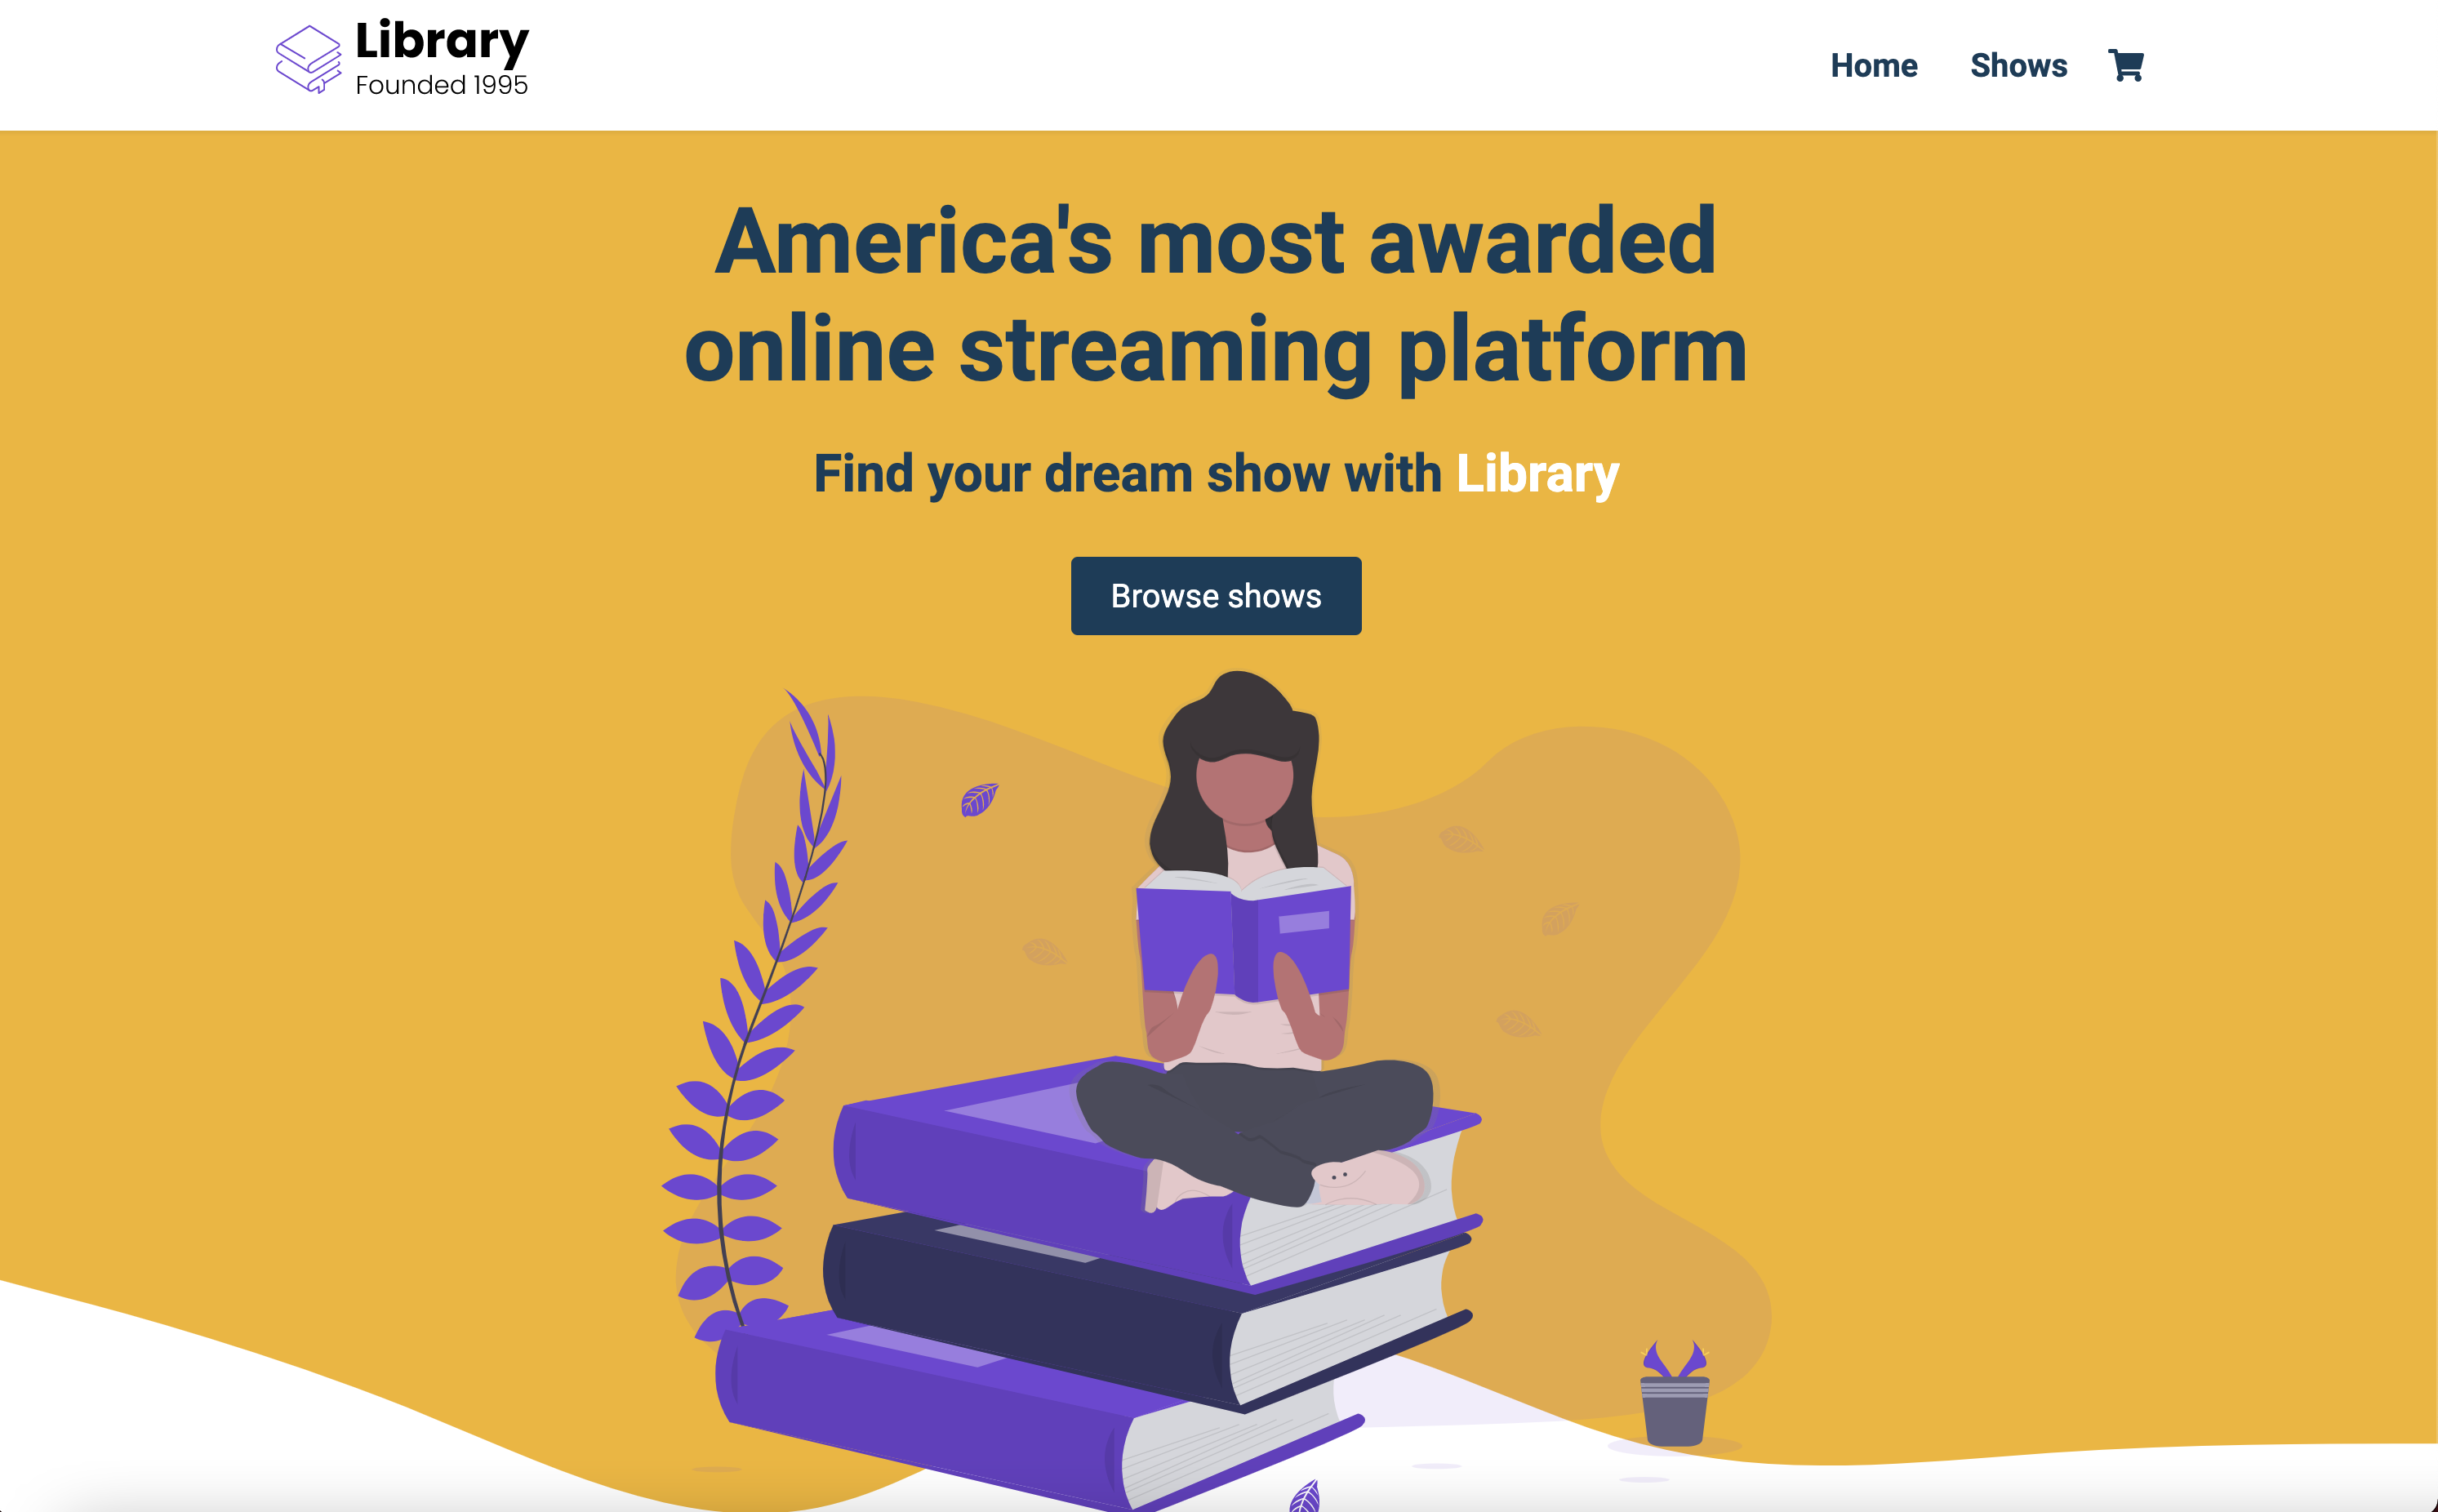 Library
Founded 1995
Home
Shows
America's most awarded
online streaming platform
Find your dream show with Library
Browse shows